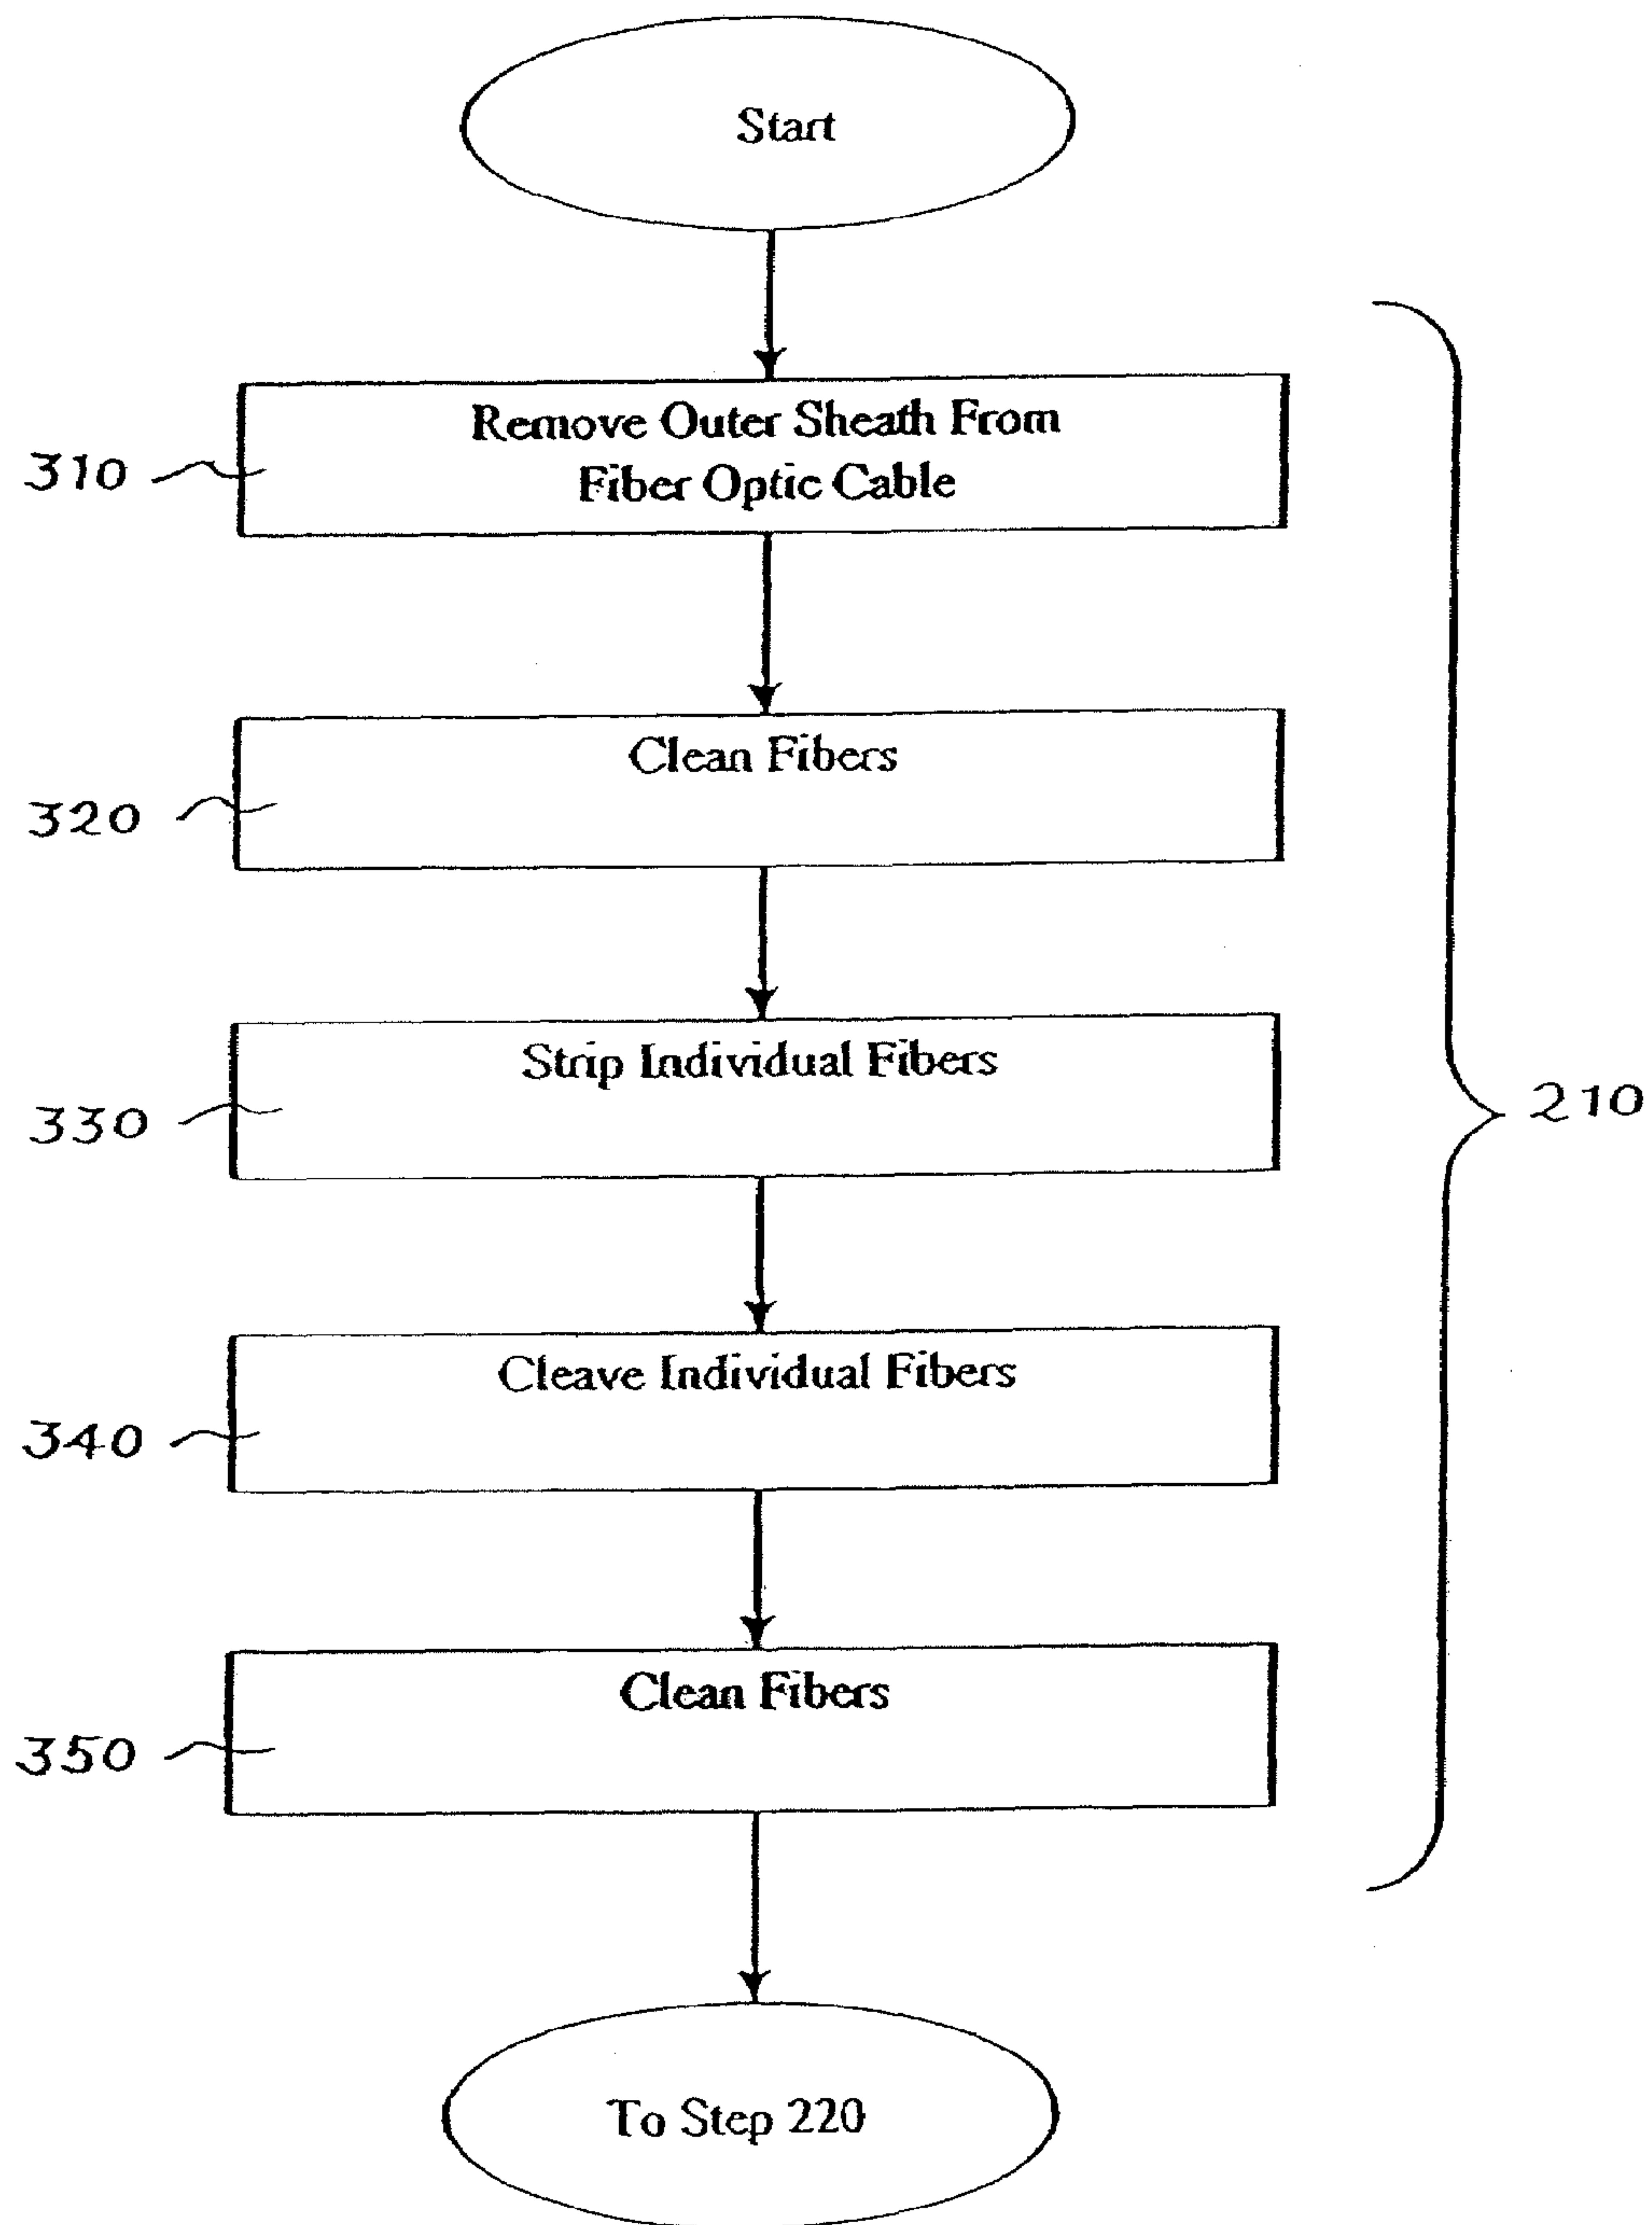 Start
Remove Outer Sheath From
Fiber Optic Cable
310
Clean Fibers
320
Strip Individual Fibers
330
210
Cleave Individual Fibers
340
Clean Fibers
350
To Step 220